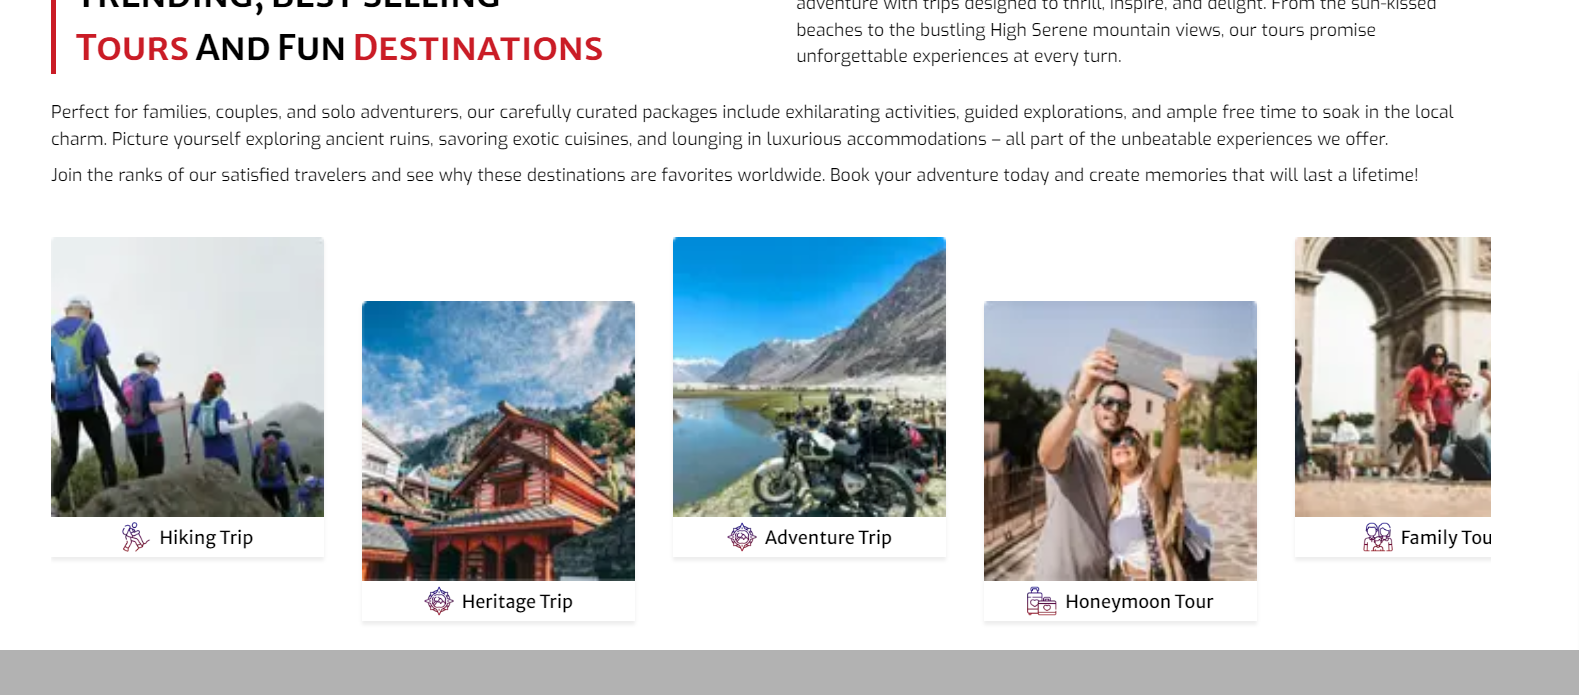 TRENDING, BEST SELLING
TOURS AND FUN DESTINATIONS
adventure with trips designed to thrill, inspire, and delight. From the sun-kissed
beaches to the bustling High Serene mountain views, our tours promise
unforgettable experiences at every turn.
Perfect for families, couples, and solo adventurers, our carefully curated packages include exhilarating activities, guided explorations, and ample free time to soak in the local
charm. Picture yourself exploring ancient ruins, savoring exotic cuisines, and lounging in luxurious accommodations – all part of the unbeatable experiences we offer.
Join the ranks of our satisfied travelers and see why these destinations are favorites worldwide. Book your adventure today and create memories that will last a lifetime!
Hiking Trip
Heritage Trip
Adventure Trip
Honeymoon Tour
Family Tou